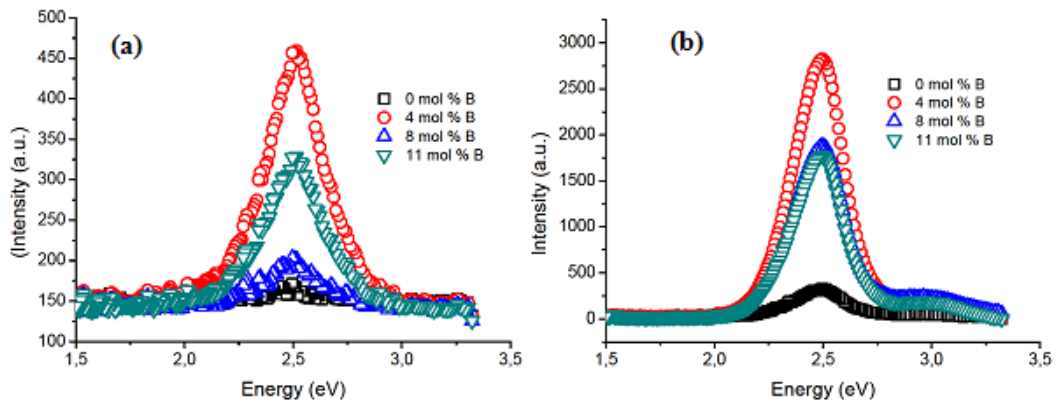 (a)
(Intensity (a.u.)
500
450
400
350
300
250
200
150
100
0 mol % B
4 mol % B
8 mol % B
11 mol % B
1,5 2,0 2,5 3,0 3,5
Energy (eV)
(b)
Intensity (a.u.)
3000
2500
2000
1500
1000
500
0
0 mol % B
4 mol % B
8 mol % B
11 mol % B
1,5 2,0 2,5 3,0 3,5
Energy (eV)